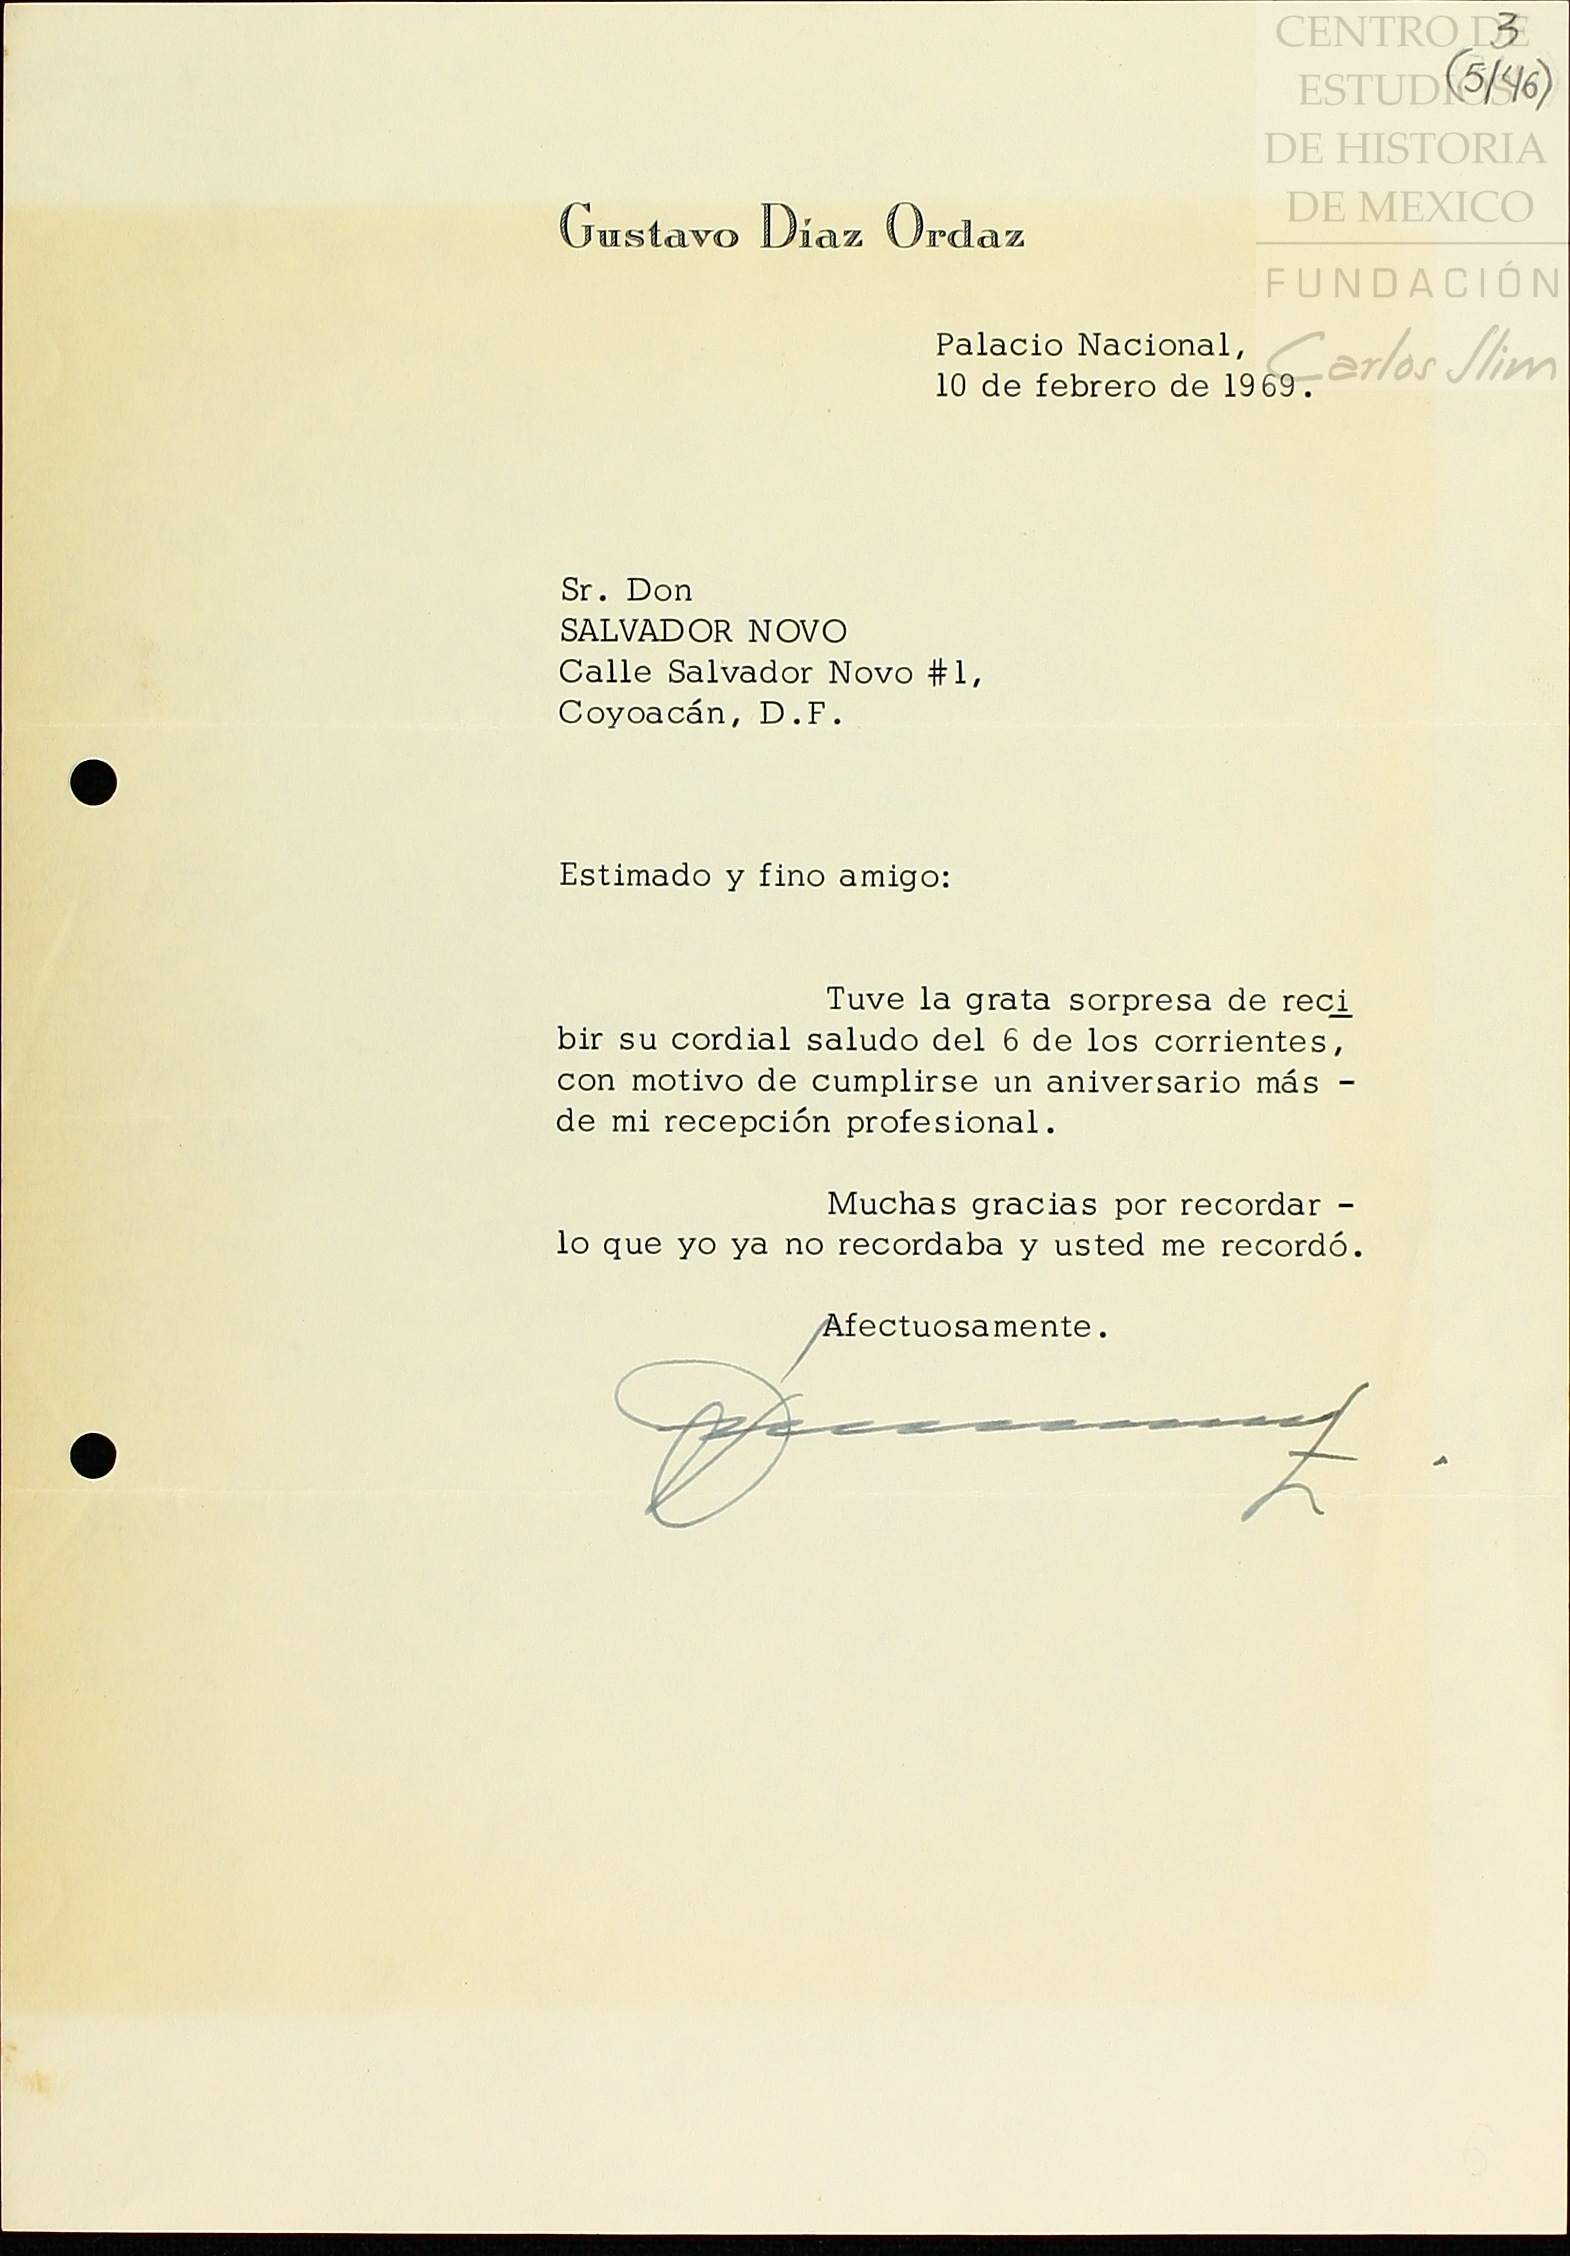 3
(5/46)
CENTRO DE
ESTUDIOS
DE HISTORIA
DE MEXICO
FUNDACIÓN
Carlos Slim
Gustavo Díaz Ordaz
Palacio Nacional,
10 de febrero de 1969.
Sr. Don
SALVADOR NOVO
Calle Salvador Novo #1,
Coyoacán, D.F.
Estimado y fino amigo:
Tuve la grata sorpresa de reci
bir su cordial saludo del 6 de los corrientes,
con motivo de cumplirse un aniversario más -
de mi recepción profesional.
Muchas gracias por recordar -
lo que yo ya no recordaba y usted me recordó.
Afectuosamente.